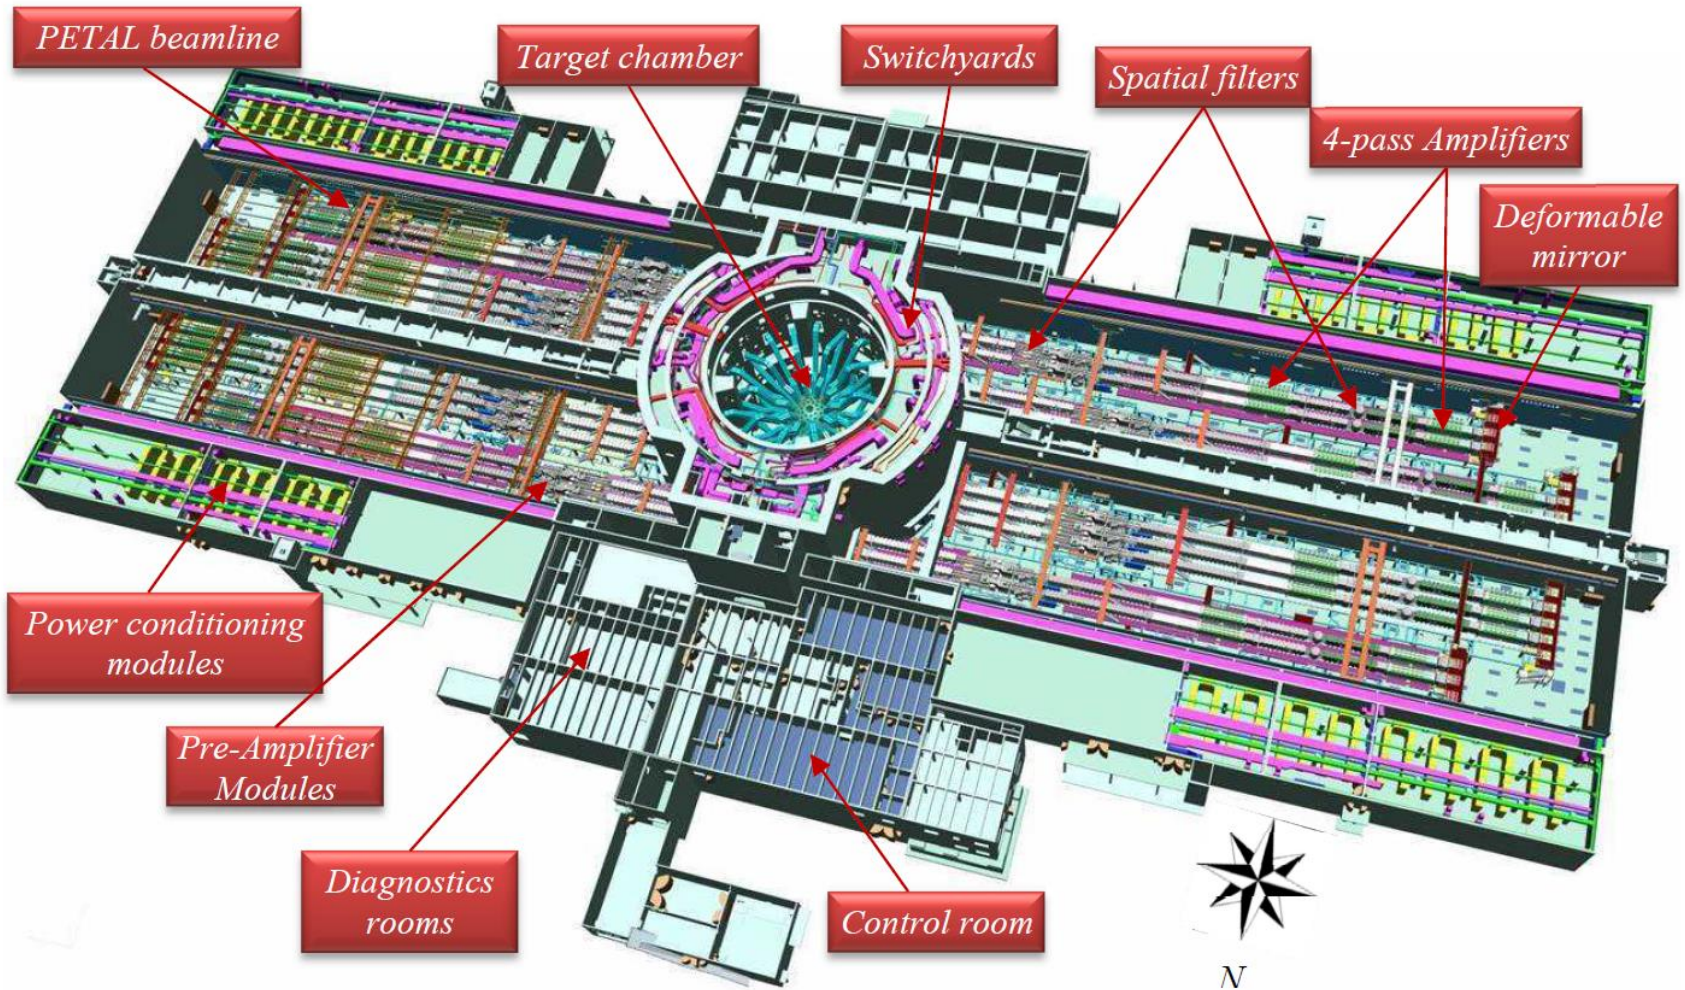 PETAL beamline
Target chamber
Switchyards
Spatial filters
4-pass Amplifiers
Deformable
mirror
Power conditioning
modules
Pre-Amplifier
Modules
Diagnostics
rooms
Control room
N